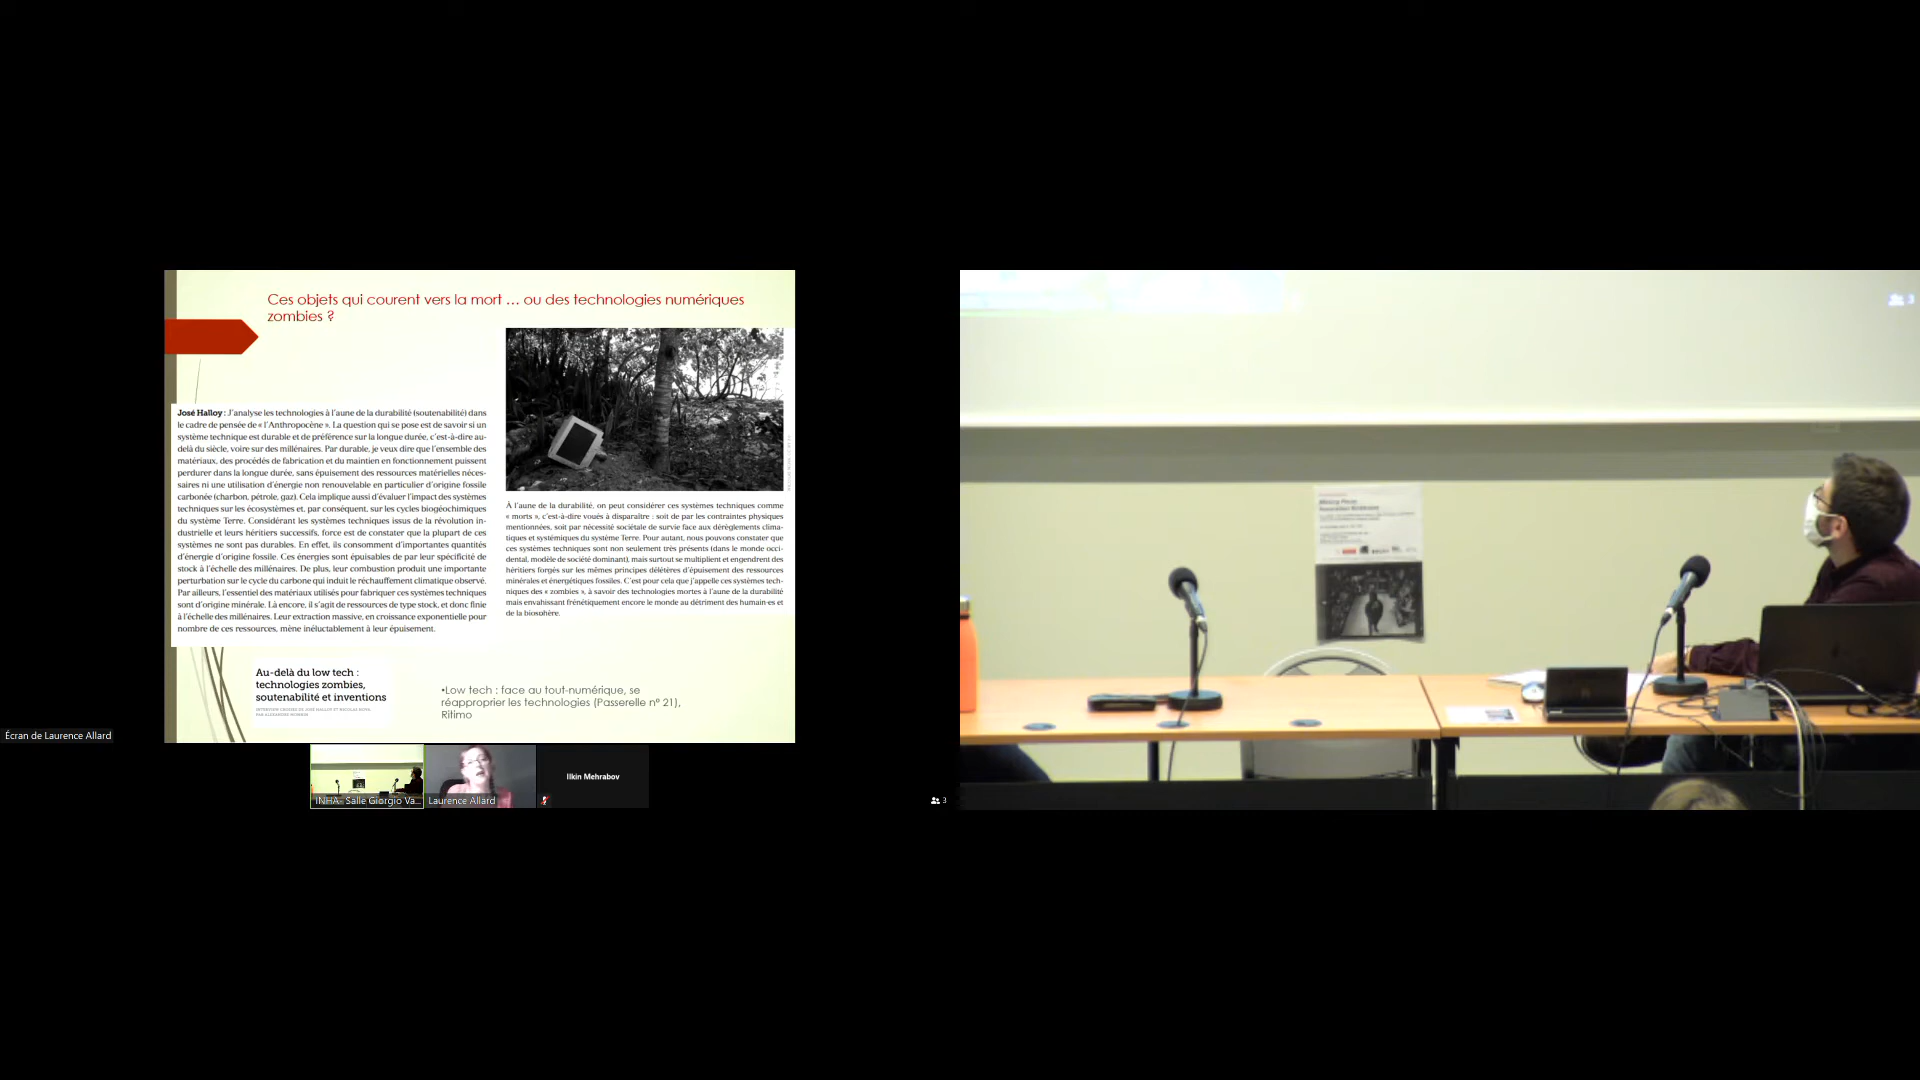 Ces objets qui courent vers la mort … ou des technologies numériques
zombies ?
José Halloy : J'analyse les technologies à l'aune de la durabilité (soutenabilité) dans
le cadre de pensée de « l'Anthropocène ». La question qui se pose est de savoir si un
système technique est durable et de préférence sur la longue durée, c'est-à-dire au-
delà du siècle, voire sur des millénaires. Par durable, je veux dire que l'ensemble des
matériaux, des procédés de fabrication et du maintien en fonctionnement puissent
perdurer dans la longue durée, sans épuisement des ressources matérielles néces-
saires ni une utilisation d'énergie non renouvelable en particulier d'origine fossile
carbonée (charbon, pétrole, gaz). Cela implique aussi d'évaluer l'impact des systèmes
techniques sur les écosystèmes et, par conséquent, sur les cycles biogéochimiques
du système Terre. Considérant les systèmes techniques issus de la révolution in-
dustrielle et leurs héritiers successifs, force est de constater que la plupart de ces
systèmes ne sont pas durables. En effet, ils consomment d'importantes quantités
d'énergie d'origine fossile. Ces énergies sont épuisables de par leur spécificité de
stock à l'échelle des millénaires. De plus, leur combustion produit une importante
perturbation sur le cycle du carbone qui induit le réchauffement climatique observé.
Par ailleurs, l'essentiel des matériaux utilisés pour fabriquer ces systèmes techniques
sont d'origine minérale. Là encore, il s'agit de ressources de type stock, et donc finie
à l'échelle des millénaires. Leur extraction massive, en croissance exponentielle pour
nombre de ces ressources, mène inéluctablement à leur épuisement.
À l'aune de la durabilité, on peut considérer ces systèmes techniques comme
« morts », c'est-à-dire voués à disparaître : soit de par les contraintes physiques
mentionnées, soit par nécessité sociétale de survie face aux dérèglements clima-
tiques et systémiques du système Terre. Pour autant, nous pouvons constater que
ces systèmes techniques sont non seulement très présents (dans le monde occi-
dental, modèle de société dominant), mais surtout se multiplient et engendrent des
héritiers forgés sur les mêmes principes délétères d'épuisement des ressources
minérales et énergétiques fossiles. C'est pour cela que j'appelle ces systèmes tech-
niques des « zombies », à savoir des technologies mortes à l'aune de la durabilité
mais envahissant frénétiquement encore le monde au détriment des humain·es et
de la biosphère.
Au-delà du low tech :
technologies zombies,
soutenabilité et inventions
INTERVIEW CROISÉE DE JOSÉ HALLOY ET NICOLAS NOVA
PAR ALEXANDRE MONNIN
•Low tech : face au tout-numérique, se
réapproprier les technologies (Passerelle n° 21),
Ritimo
Écran de Laurence Allard
INHA- Salle Giorgio Va...
Laurence Allard
Ilkin Mehrabov
3
3